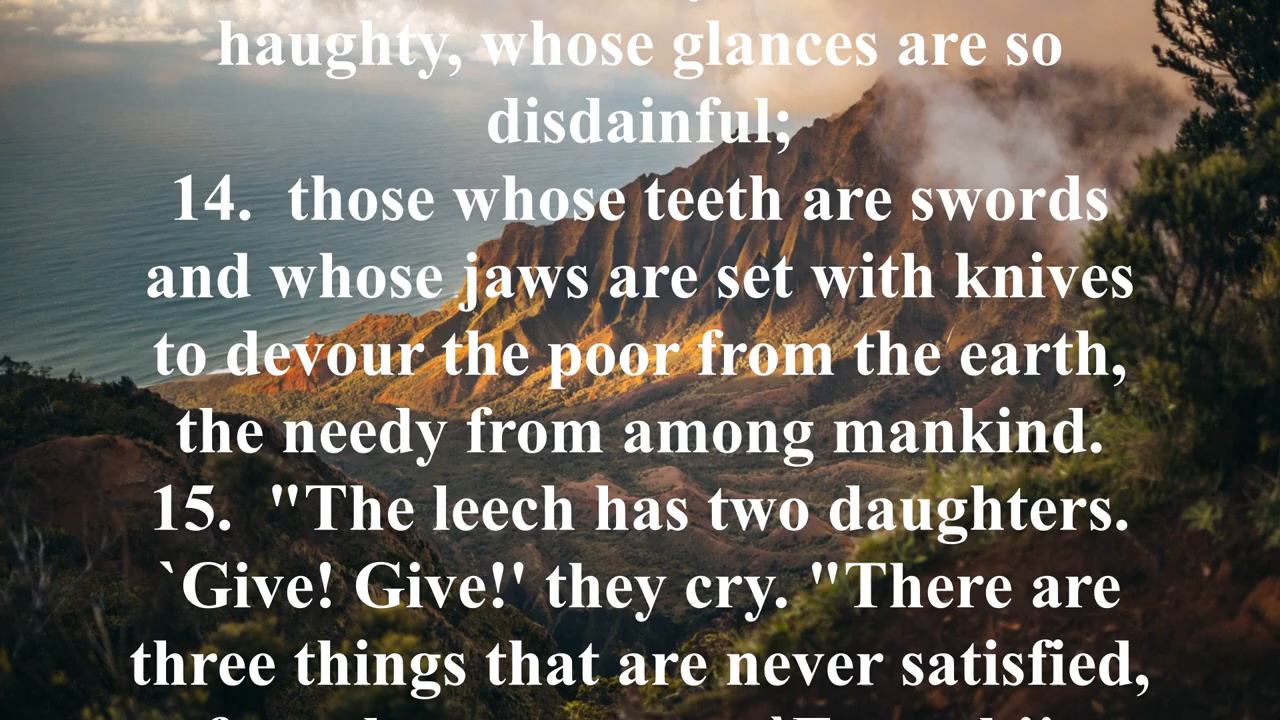 haughty, whose glances are so
disdainful;
14. those whose teeth are swords
and whose jaws are set with knives
to devour the poor from the earth,
the needy from among mankind.
15. "The leech has two daughters.
`Give! Give!' they cry. "There are
three things that are never satisfied,